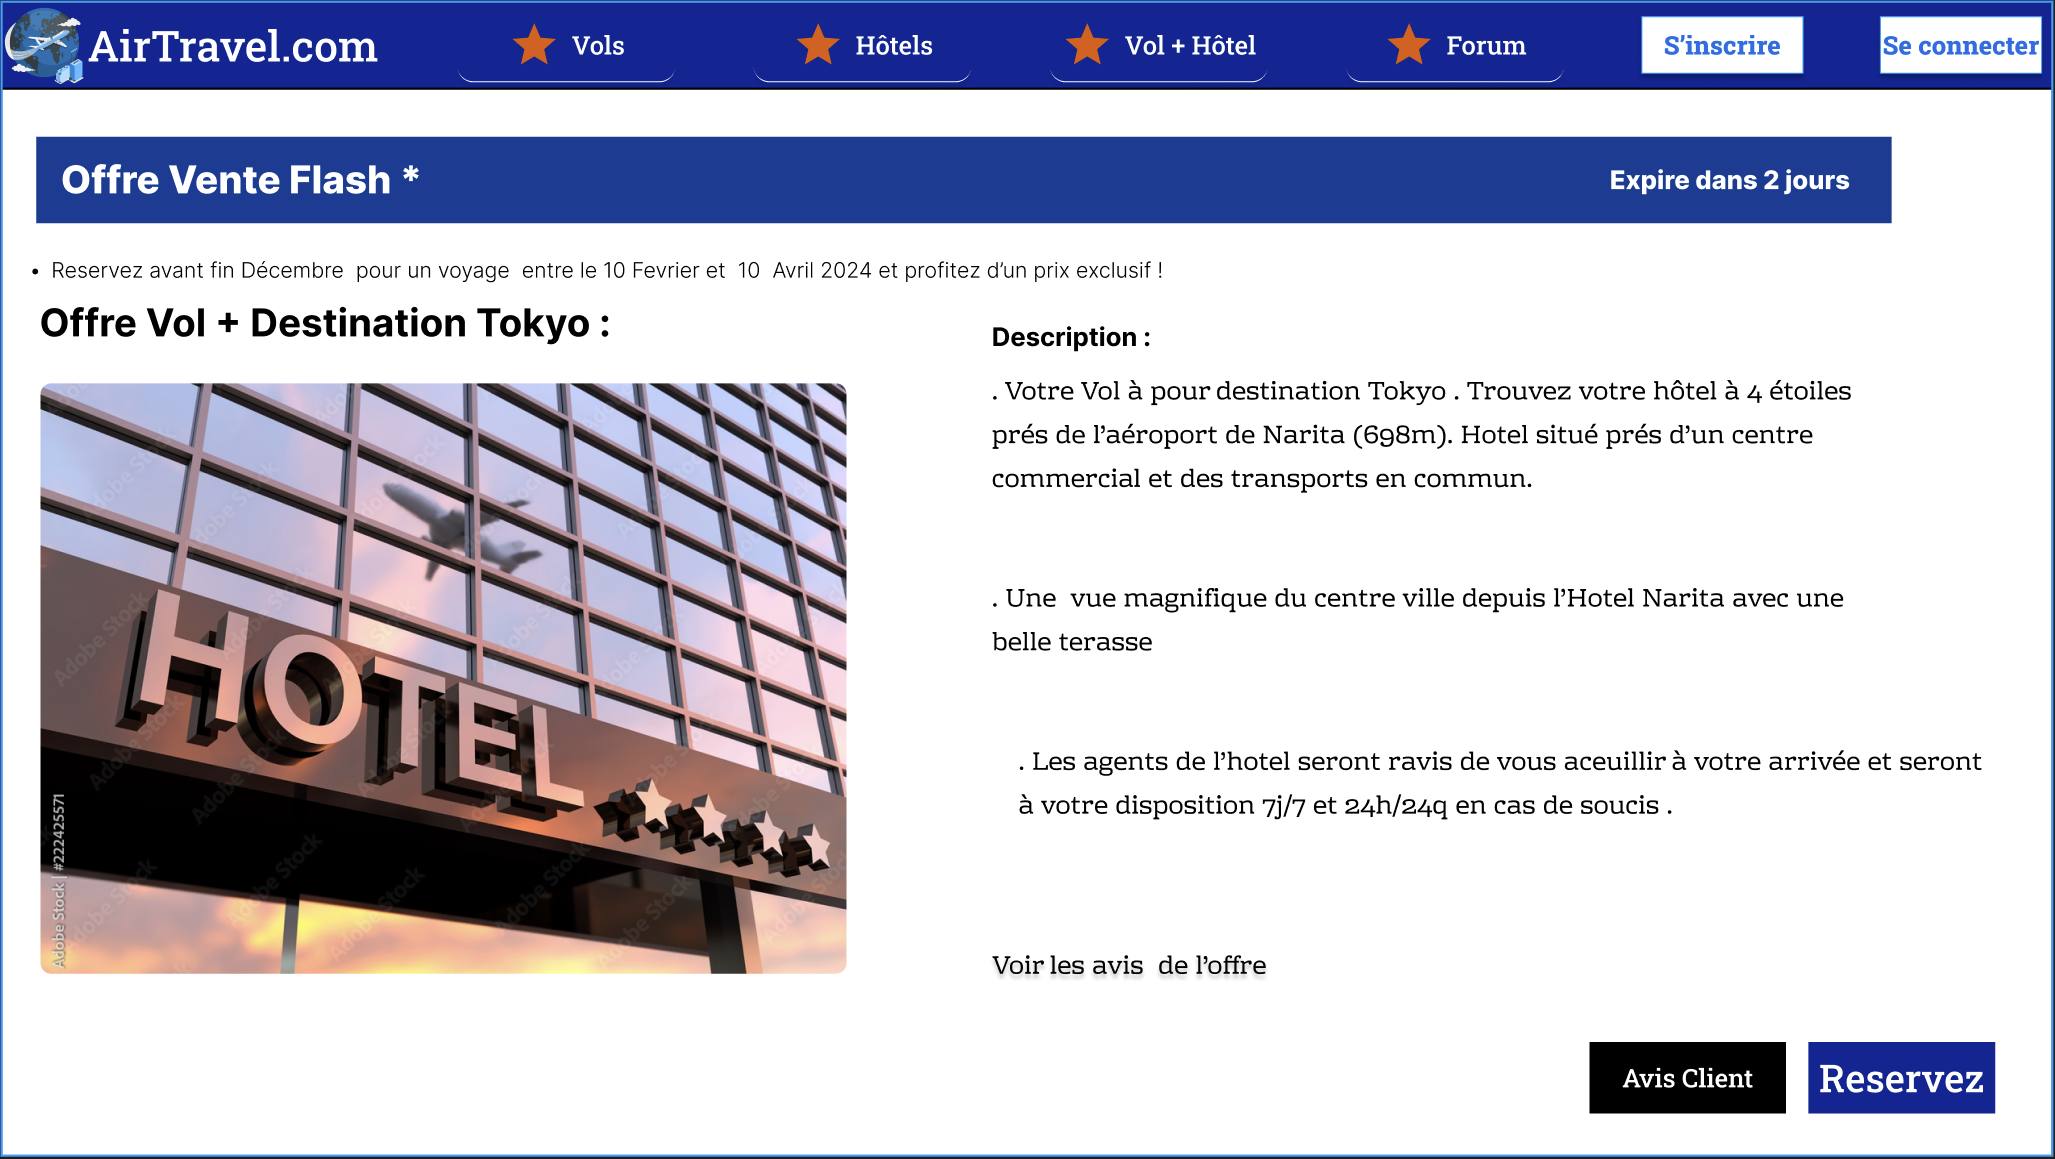 AirTravel.com
Vols
Hôtels
Vol + Hôtel
Forum
S'inscrire
Se connecter
Offre Vente Flash *
Expire dans 2 jours
• Reservez avant fin Décembre pour un voyage entre le 10 Fevrier et 10 Avril 2024 et profitez d'un prix exclusif !
Offre Vol + Destination Tokyo :
HOTEL
Adobe Stock | #222425571
Description :
. Votre Vol à pour destination Tokyo . Trouvez votre hôtel à 4 étoiles
prés de l'aéroport de Narita (698m). Hotel situé prés d'un centre
commercial et des transports en commun.
. Une vue magnifique du centre ville depuis l'Hotel Narita avec une
belle terasse
. Les agents de l'hotel seront ravis de vous aceuillir à votre arrivée et seront
à votre disposition 7j/7 et 24h/24q en cas de soucis .
Voir les avis de l'offre
Avis Client
Reservez